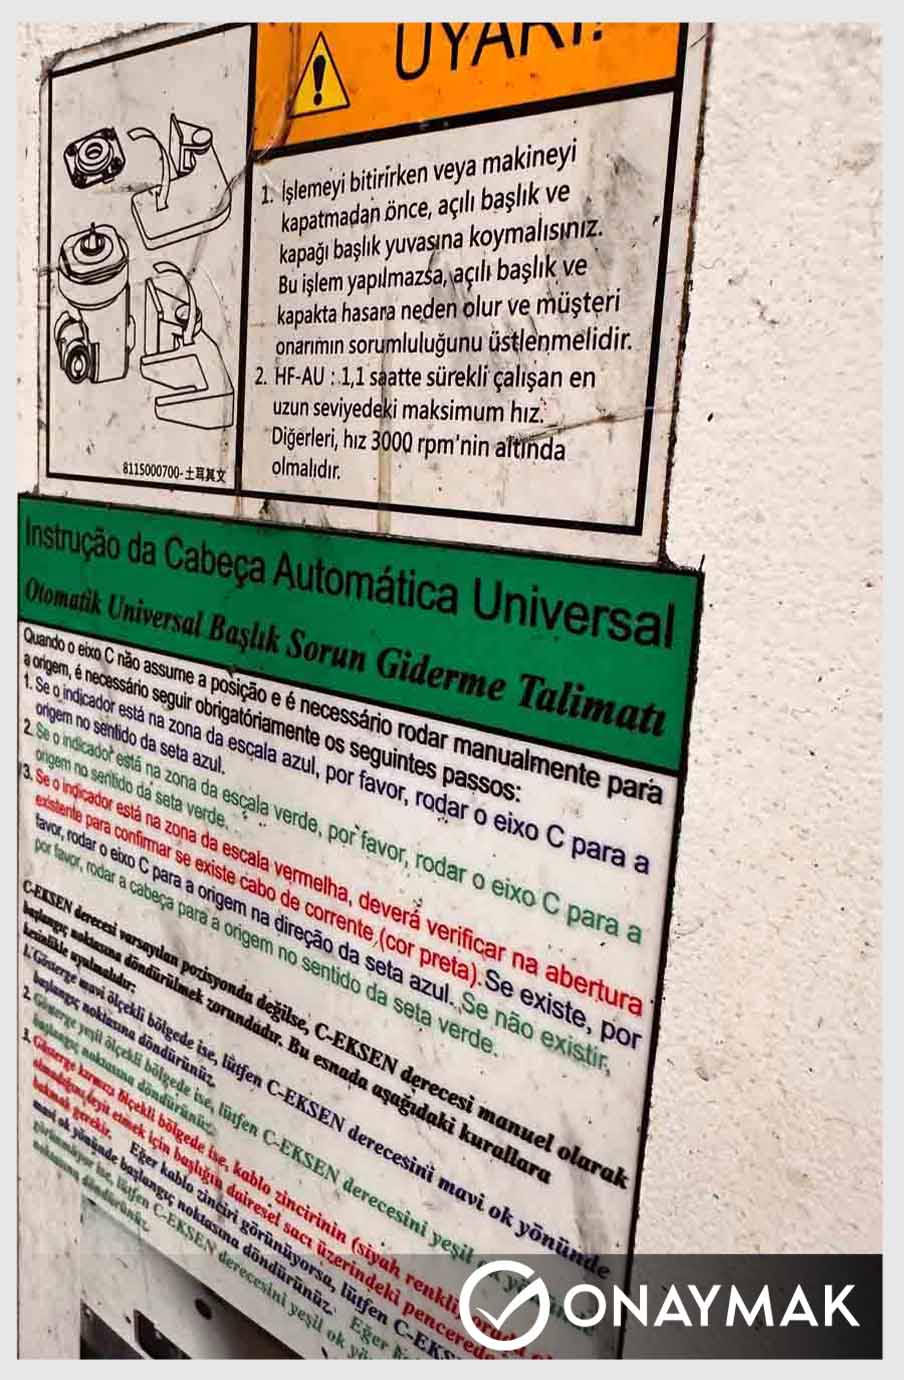 UYARI!
1. İşlemeyi bitirirken veya makineyi
kapatmadan önce, açılı başlık ve
kapağı başlık yuvasına koymalısınız.
Bu işlem yapılmazsa, açılı başlık ve
kapakta hasara neden olur ve müşteri
onarımın sorumluluğunu üstlenmelidir.
2. HF-AU : 1,1 saatte sürekli çalışan en
uzun seviyedeki maksimum hız.
Diğerleri, hız 3000 rpm'nin altında
olmalıdır.
8115000700-土耳其文
Instrução da Cabeça Automática Universal
Otomatik Universal Başlık Sorun Giderme Talimatı
Quando o eixo C não assume a posição e é necessário rodar manualmente para
a origem, é necessário seguir obrigatóriamente os seguintes passos:
1. Se o indicador está na zona da escala azul, por favor, rodar o eixo C para a
origem no sentido da seta azul.
2. Se o indicador está na zona da escala verde, por favor, rodar o eixo C para a
origem no sentido da seta verde.
3. Se o indicador está na zona da escala vermelha, deverá verificar na abertura
existente para confirmar se existe cabo de corrente,(cor preta). Se existe, por
favor, rodar o eixo C para a origem na direção da seta azul. Se não existir,
por favor, rodar a cabeça para a origem no sentido da seta verde.
C-EKSEN derecesi varsayılan pozisyonda değilse, C-EKSEN derecesi manuel olarak
başlangıç noktasına döndürülmek zorundadır. Bu esnada aşağıdaki kurallara
kesinlikle uyulmalıdır:
1. Gösterge mavi ölçekli bölgede ise, lütfen C-EKSEN derecesini mavi ok yönünde
başlangıç noktasına döndürünüz.
2. Gösterge yeşil ölçekli bölgede ise, lütfen C-EKSEN derecesini yeşil ok
başlangıç noktasına döndürünüz.
3. Gösterge kırmızı ölçekli bölgede ise, kablo zincirinin (siyah renkli)
olmadığını teyit etmek için başlığın dairesel sacı üzerindeki pencereden
bakmak gerekir. Eğer kablo zinciri görünüyorsa, lütfen C-EKSEN
mavi ok yönünde başlangıç noktasına döndürünüz. Eğer
görünmüyor ise, lütfen C-EKSEN derecesini yeşil ok
noktasına döndürünüz.
ONAYMAK